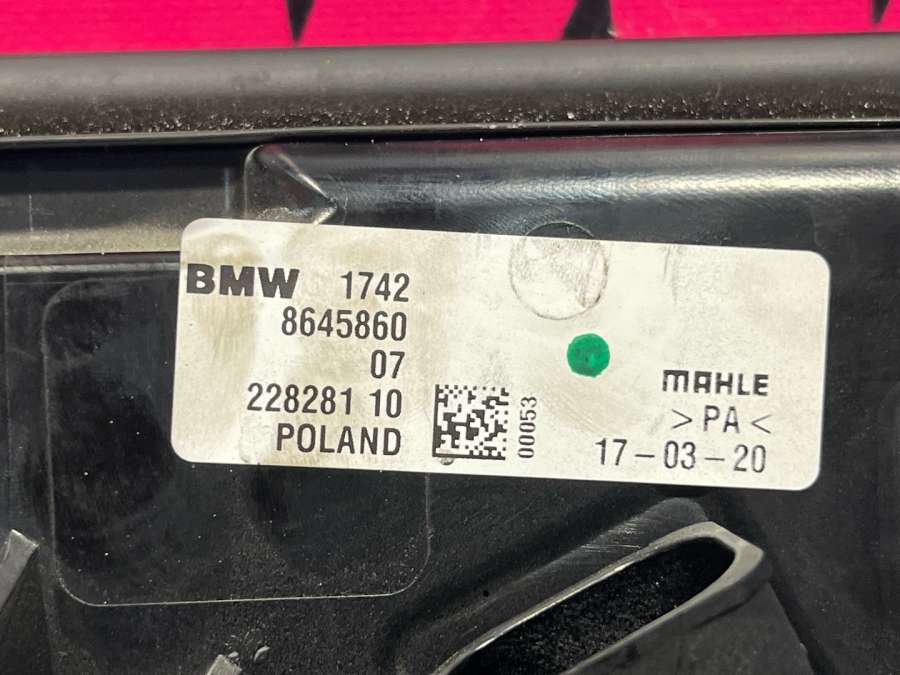 BMW 1742
8645860
07
228281 10
POLAND
00053
MAHLE
>PA<
17-03-20